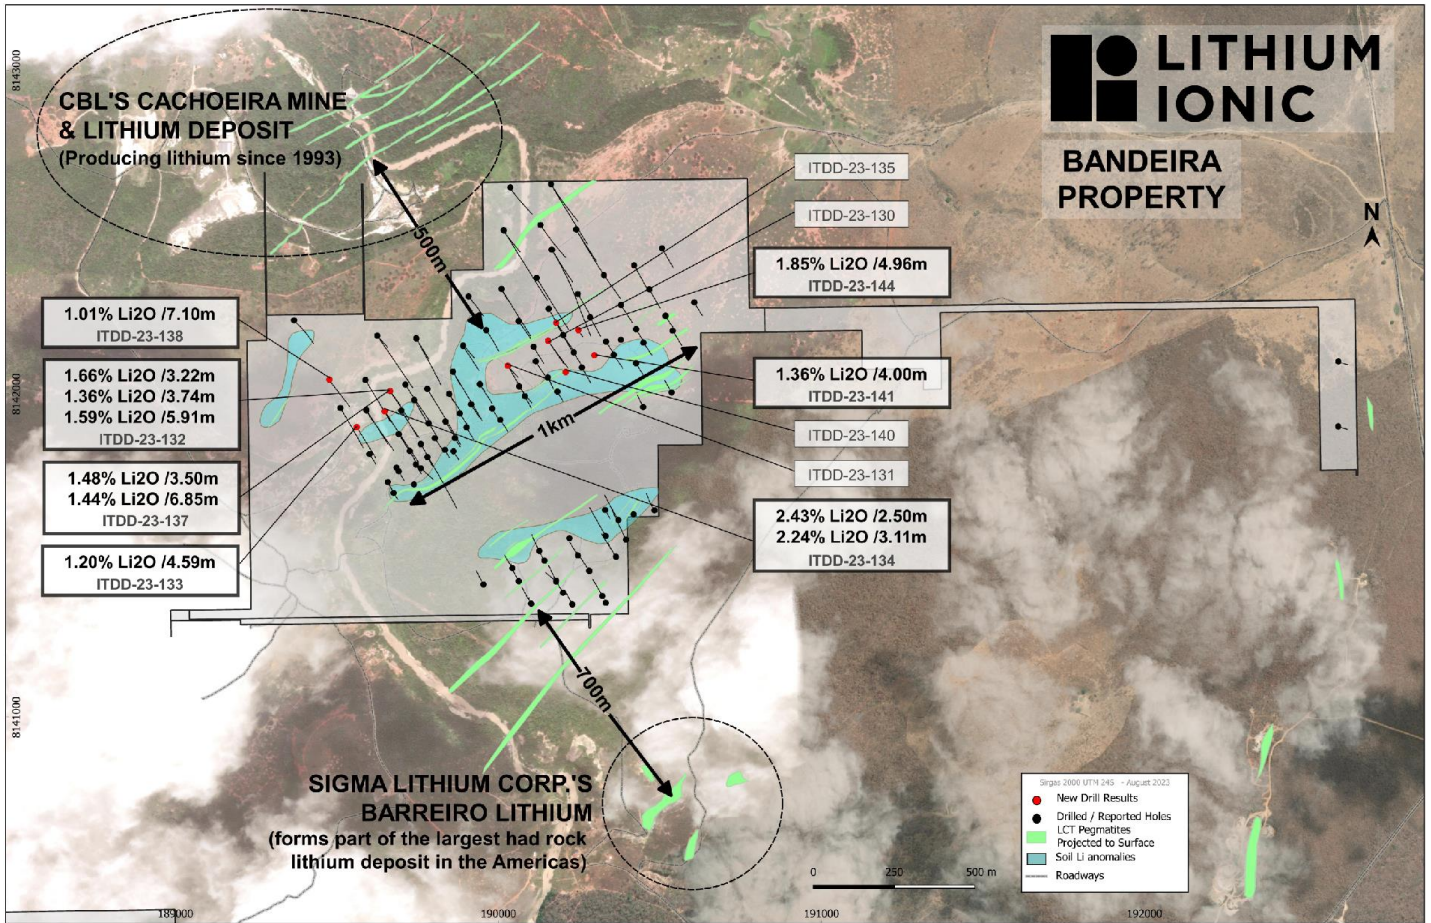 LITHIUM
IONIC
BANDEIRA
PROPERTY
N
CBL'S CACHOEIRA MINE
& LITHIUM DEPOSIT
(Producing lithium since 1993)
500m
ITDD-23-135
ITDD-23-130
1.85% Li2O /4.96m
ITDD-23-144
1.01% Li2O /7.10m
ITDD-23-138
1.66% Li2O /3.22m
1.36% Li2O /3.74m
1.59% Li2O /5.91m
ITDD-23-132
1.48% Li2O /3.50m
1.44% Li2O /6.85m
ITDD-23-137
1.20% Li2O /4.59m
ITDD-23-133
1km
1.36% Li2O /4.00m
ITDD-23-141
ITDD-23-140
ITDD-23-131
2.43% Li2O /2.50m
2.24% Li2O /3.11m
ITDD-23-134
700m
SIGMA LITHIUM CORP.'S
BARREIRO LITHIUM
(forms part of the largest had rock
lithium deposit in the Americas)
Sirgas 2000 UTM 24S - August 2023
New Drill Results
Drilled / Reported Holes
LCT Pegmatites
Projected to Surface
Soil Li anomalies
Roadways
0 250 500 m
8143000
8142000
8141000
189000 190000 191000 192000